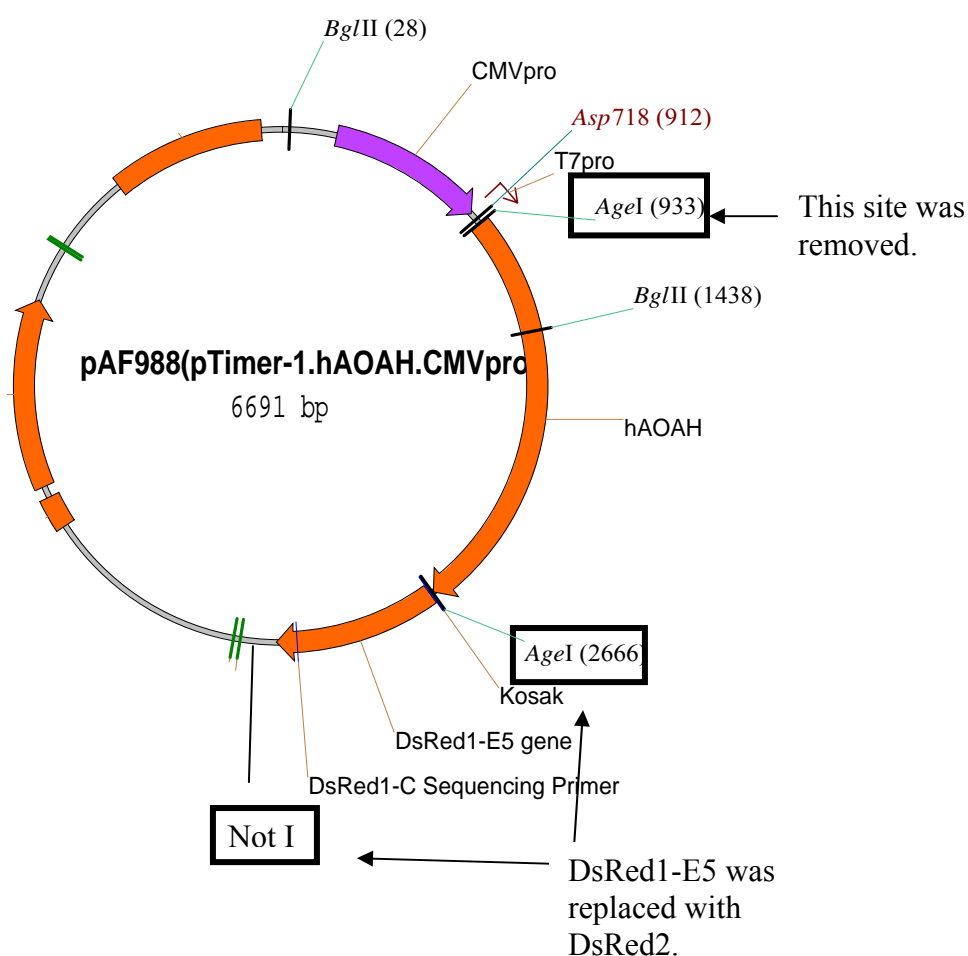 BglII (28)
CMVpro
Asp718 (912)
T7pro
AgeI (933)
This site was
removed.
BglII (1438)
pAF988(pTimer-1.hAOAH.CMVpro
6691 bp
hAOAH
AgeI (2666)
Kosak
DsRed1-E5 gene
DsRed1-C Sequencing Primer
Not I
DsRed1-E5 was
replaced with
DsRed2.